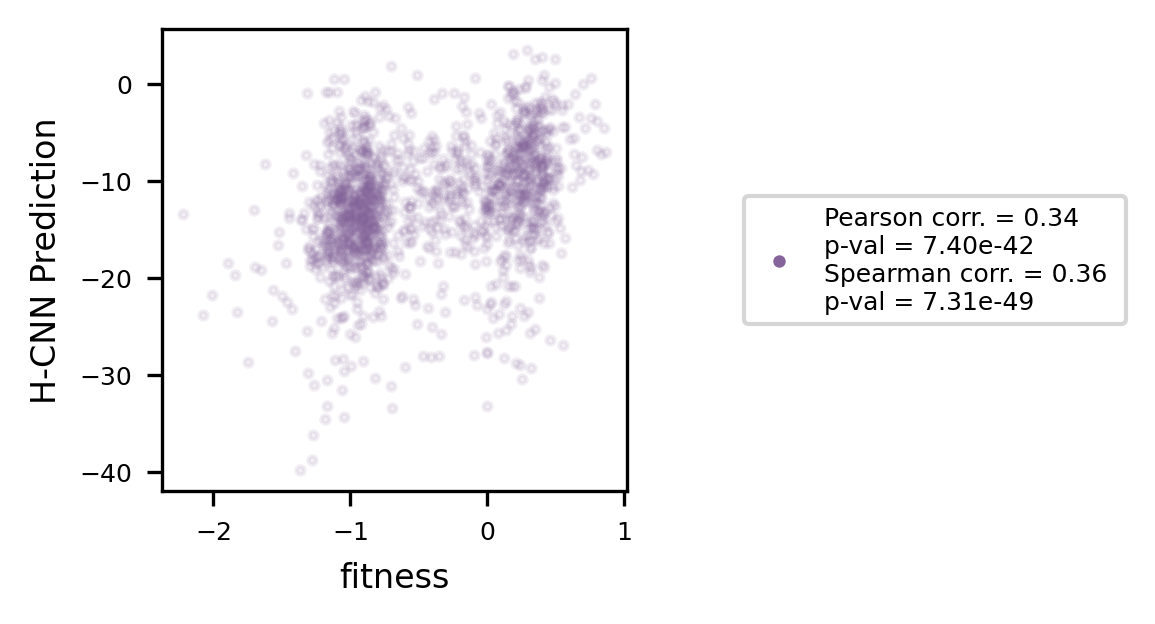 0
−10
−20
−30
−40
H-CNN Prediction
−2
−1
0
1
fitness
Pearson corr. = 0.34
p-val = 7.40e-42
Spearman corr. = 0.36
p-val = 7.31e-49